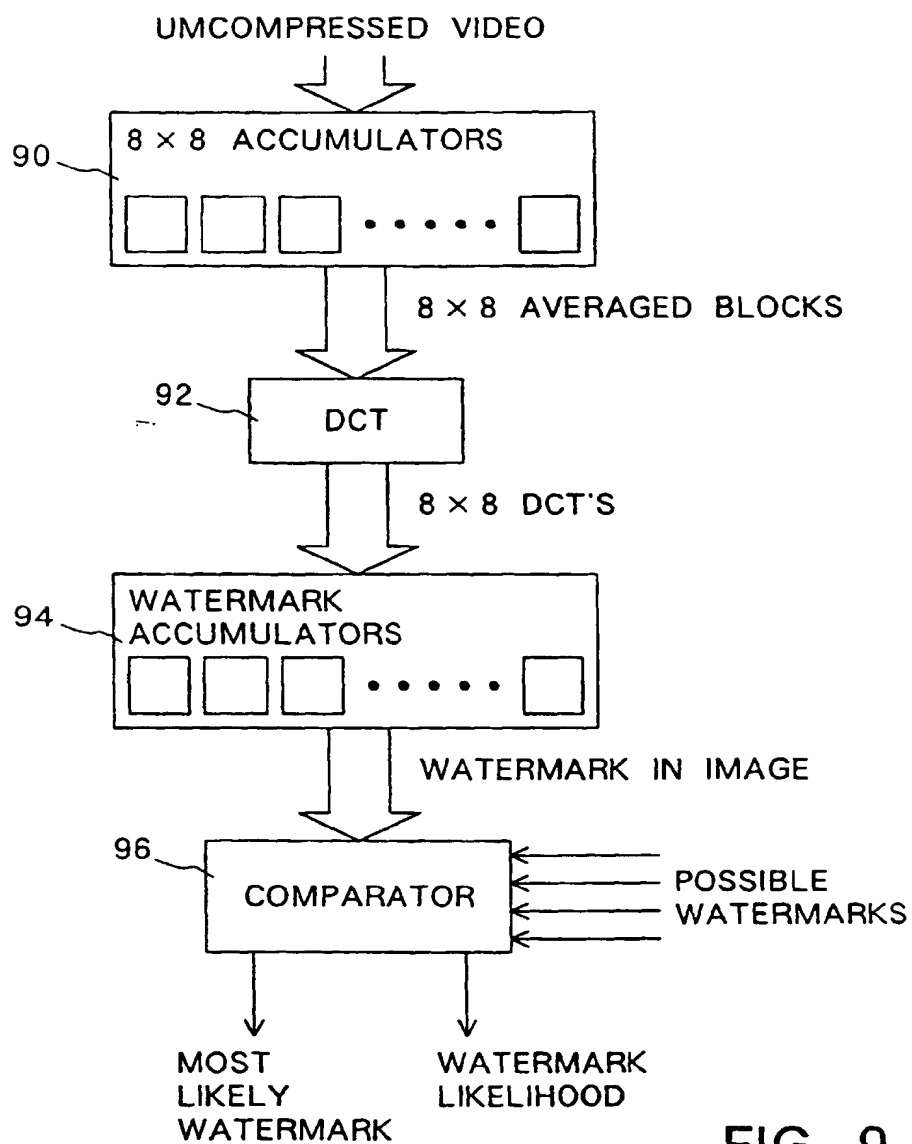 UMCOMPRESSED VIDEO
8 × 8 ACCUMULATORS
90
8 × 8 AVERAGED BLOCKS
92
DCT
8 × 8 DCT'S
WATERMARK
ACCUMULATORS
94
WATERMARK IN IMAGE
96
COMPARATOR
POSSIBLE
WATERMARKS
MOST
LIKELY
WATERMARK
WATERMARK
LIKELIHOOD
FIG. 9